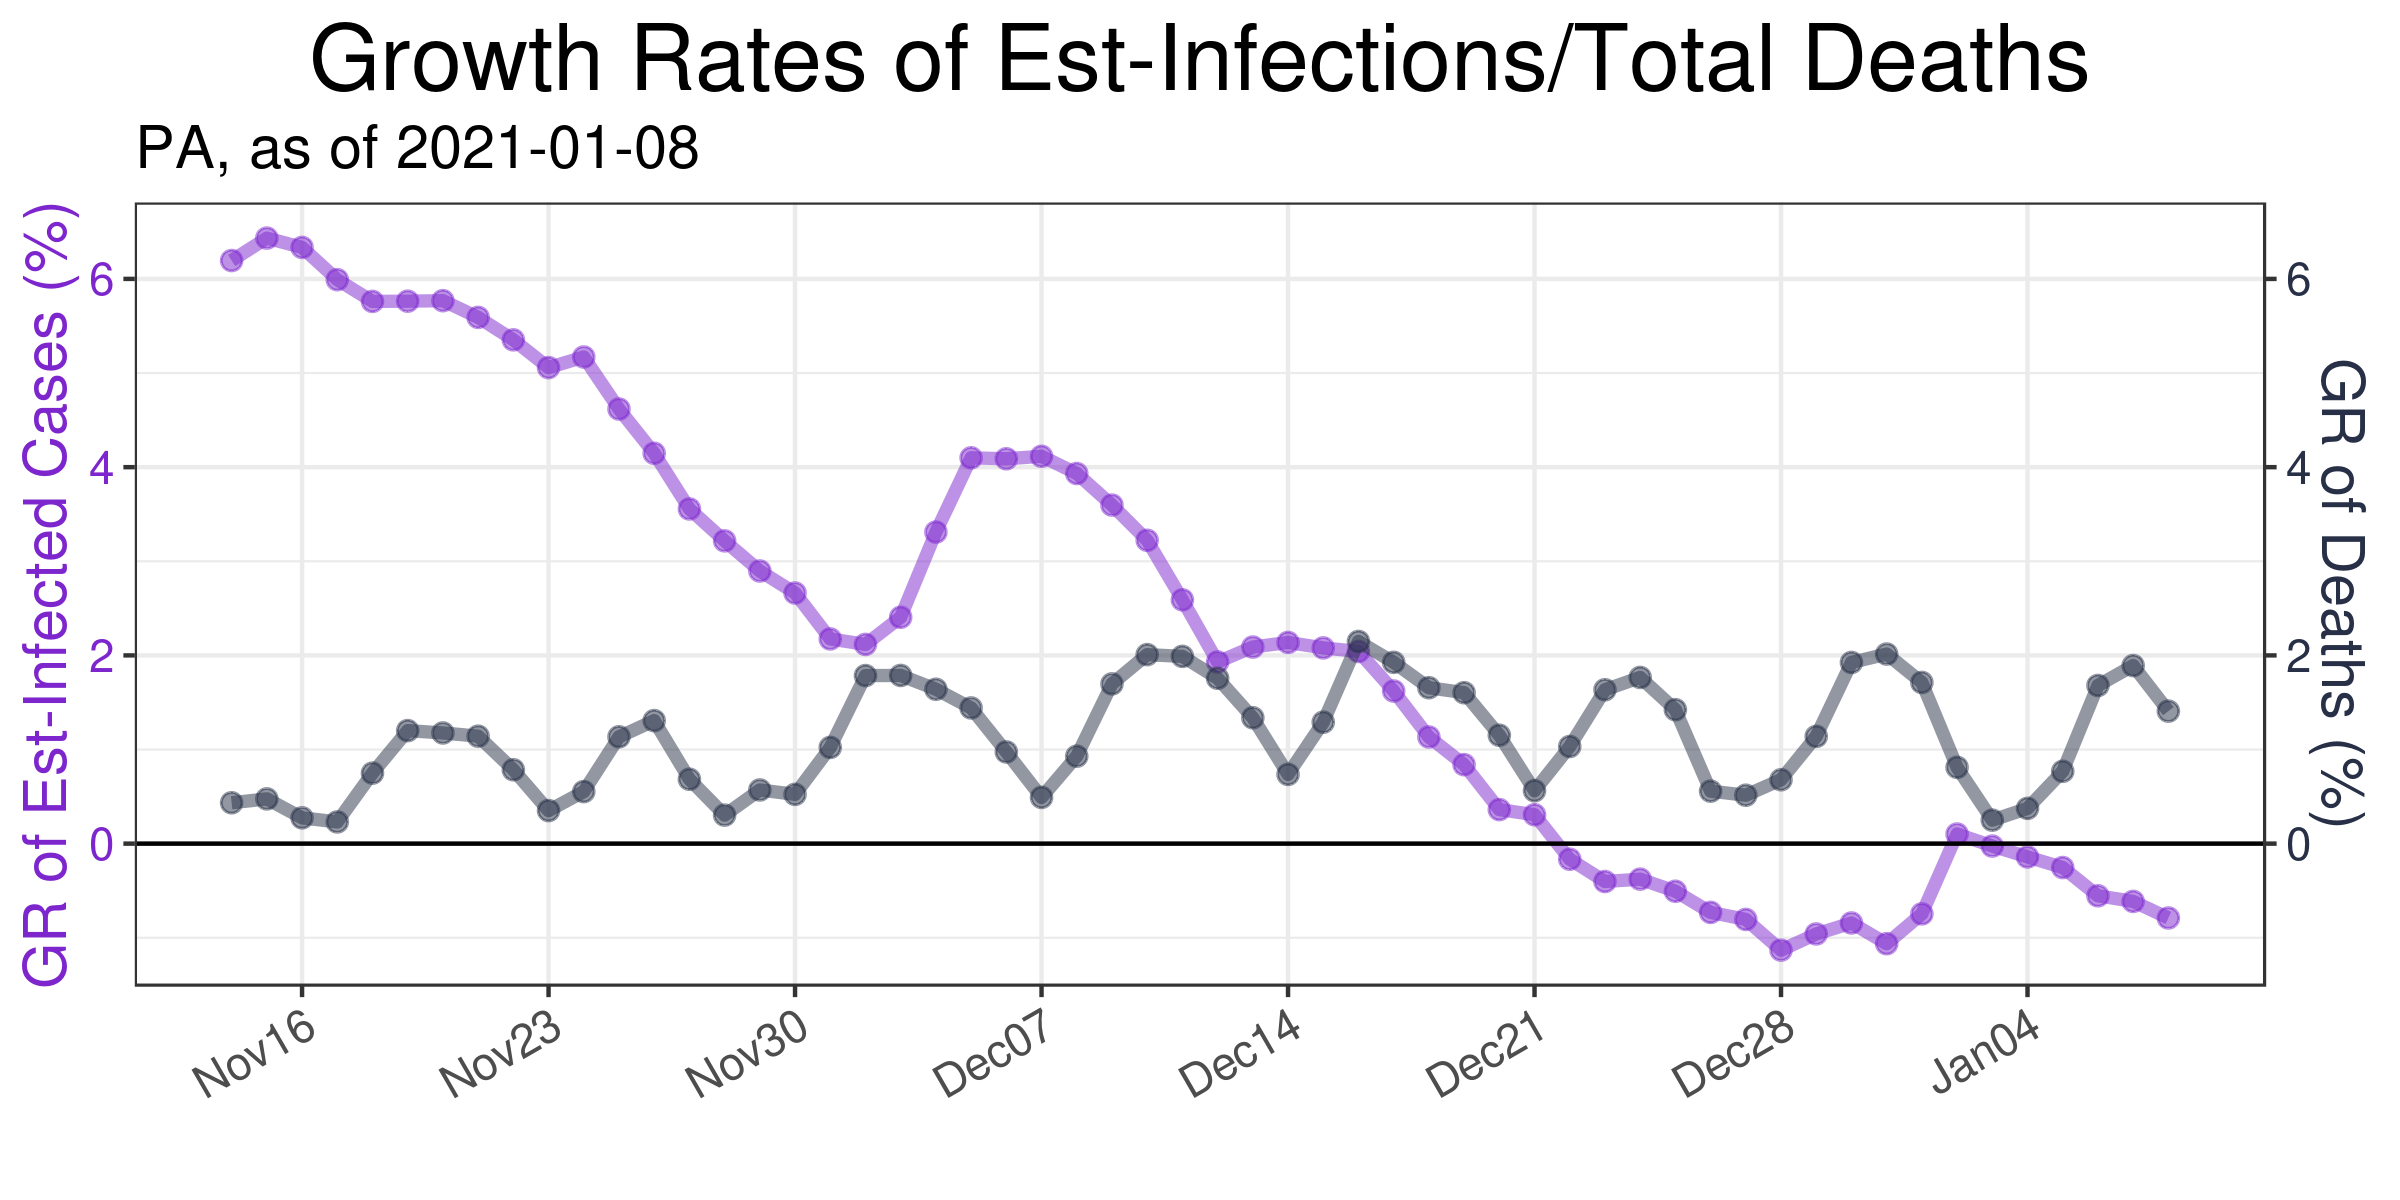 Growth Rates of Est-Infections/Total Deaths
PA, as of 2021-01-08
GR of Est-Infected Cases (%)
6
4
2
0
6
4
2
0
GR of Deaths (%)
Nov16
Nov23
Nov30
Dec07
Dec14
Dec21
Dec28
Jan04